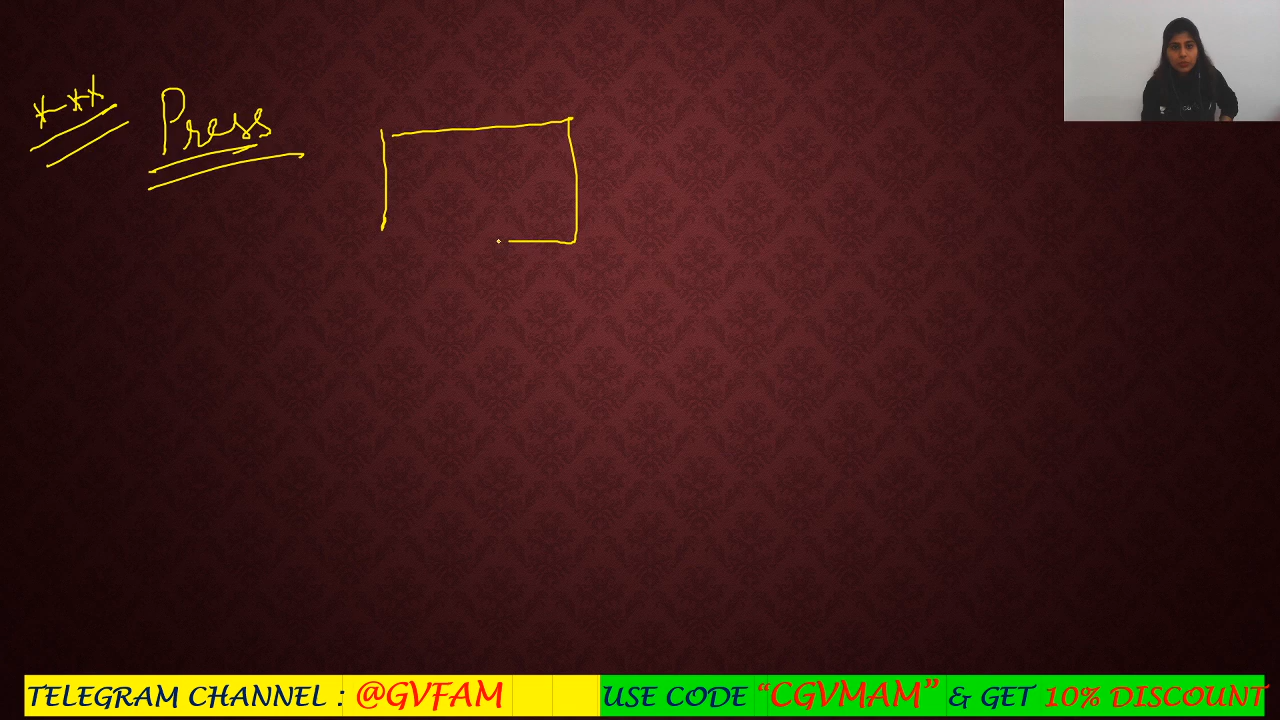 *** Press
TELEGRAM CHANNEL : @GVFAM USE CODE “CGVMAM” & GET 10% DISCOUNT